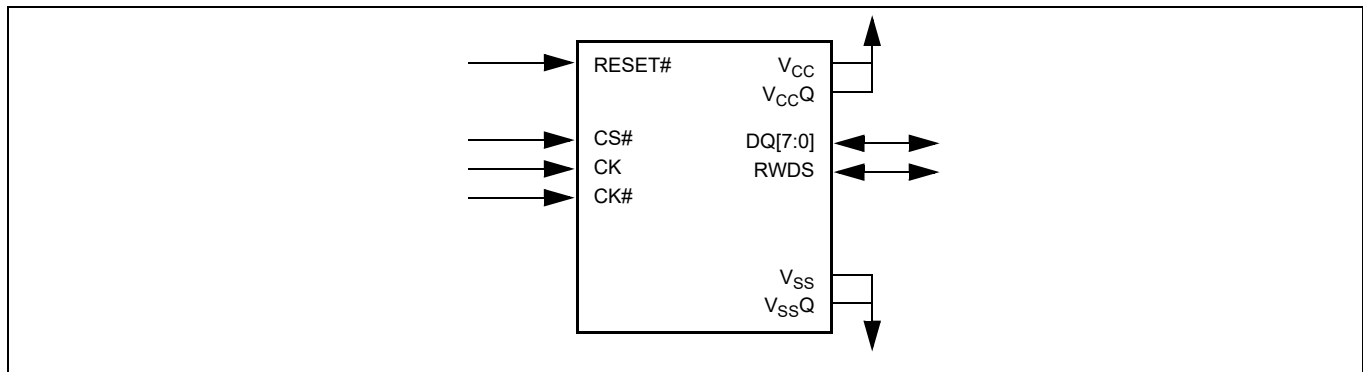 RESET#
CS#
CK
CK#
VCC
VCCQ
DQ[7:0]
RWDS
VSS
VSSQ